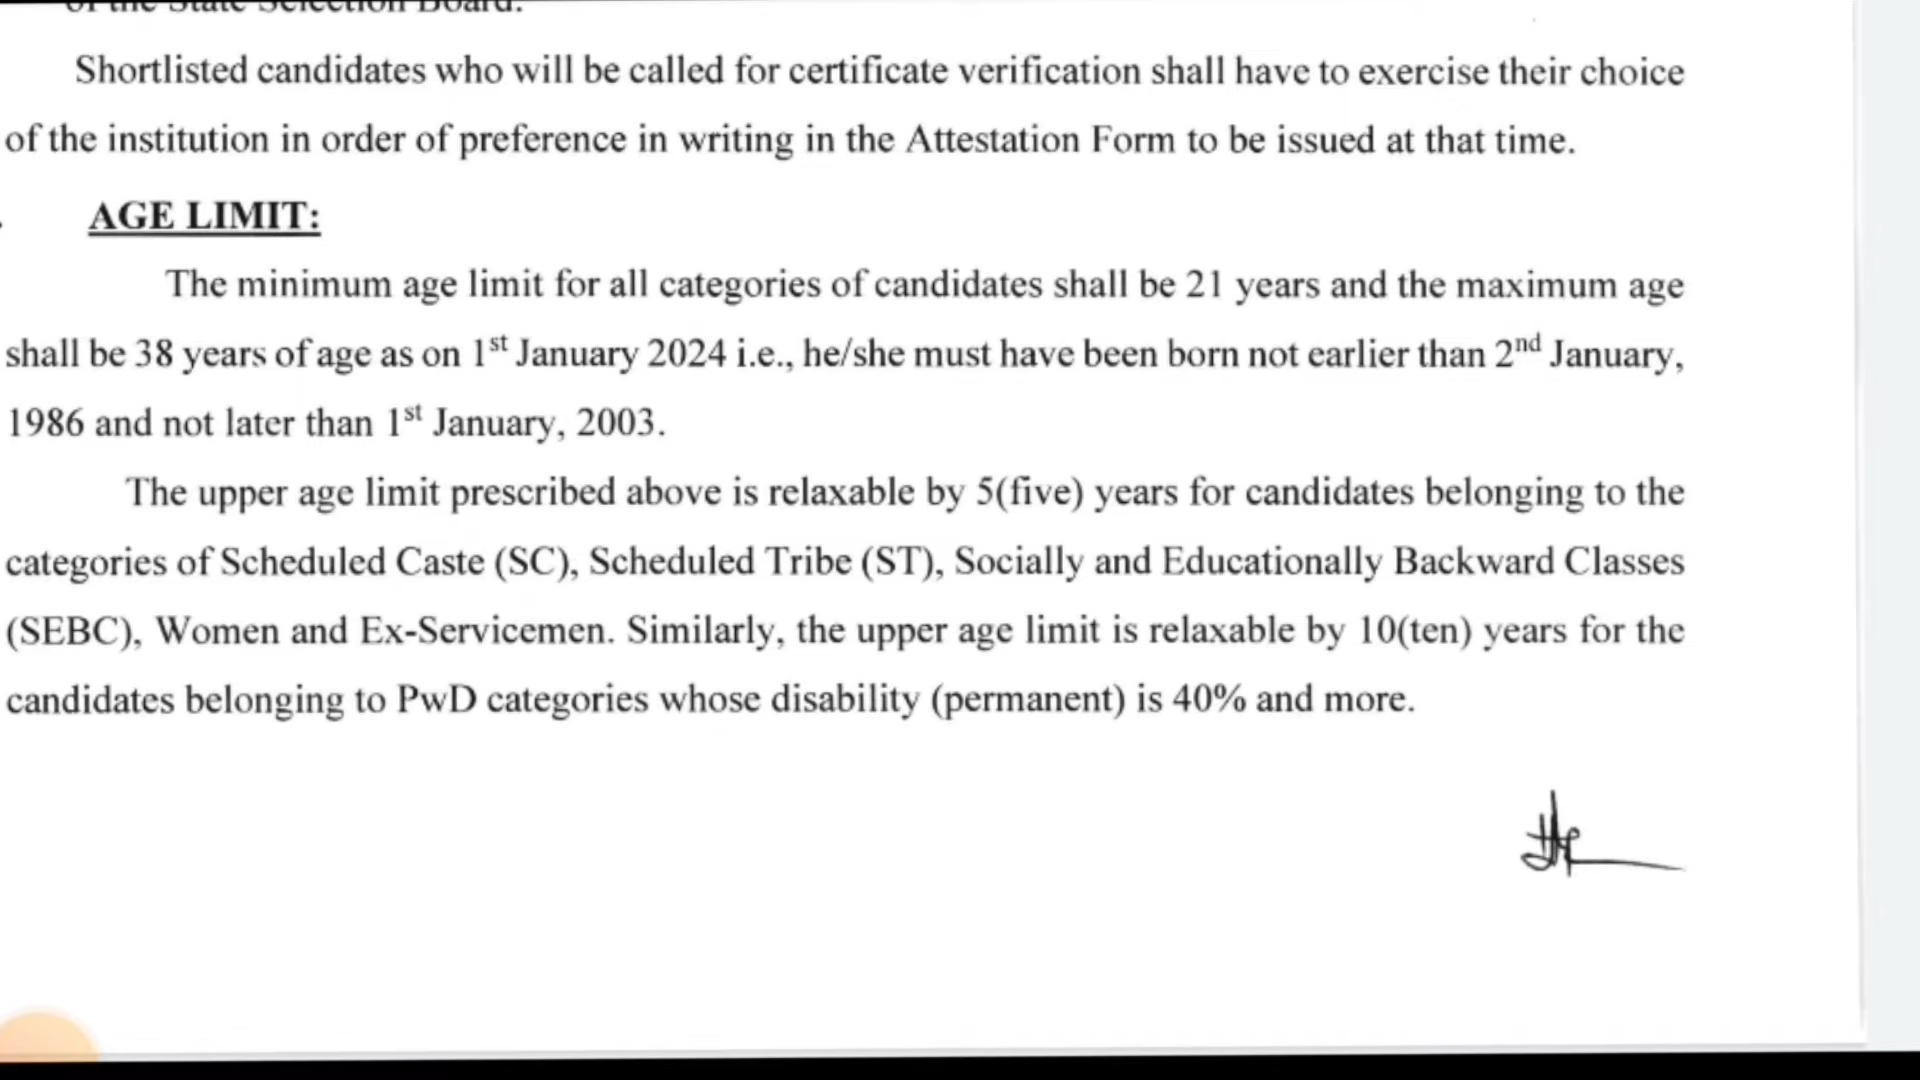 of the State Selection Board.
Shortlisted candidates who will be called for certificate verification shall have to exercise their choice
of the institution in order of preference in writing in the Attestation Form to be issued at that time.
AGE LIMIT:
The minimum age limit for all categories of candidates shall be 21 years and the maximum age
shall be 38 years of age as on 1st January 2024 i.e., he/she must have been born not earlier than 2nd January,
1986 and not later than 1st January, 2003.
The upper age limit prescribed above is relaxable by 5(five) years for candidates belonging to the
categories of Scheduled Caste (SC), Scheduled Tribe (ST), Socially and Educationally Backward Classes
(SEBC), Women and Ex-Servicemen. Similarly, the upper age limit is relaxable by 10(ten) years for the
candidates belonging to PwD categories whose disability (permanent) is 40% and more.